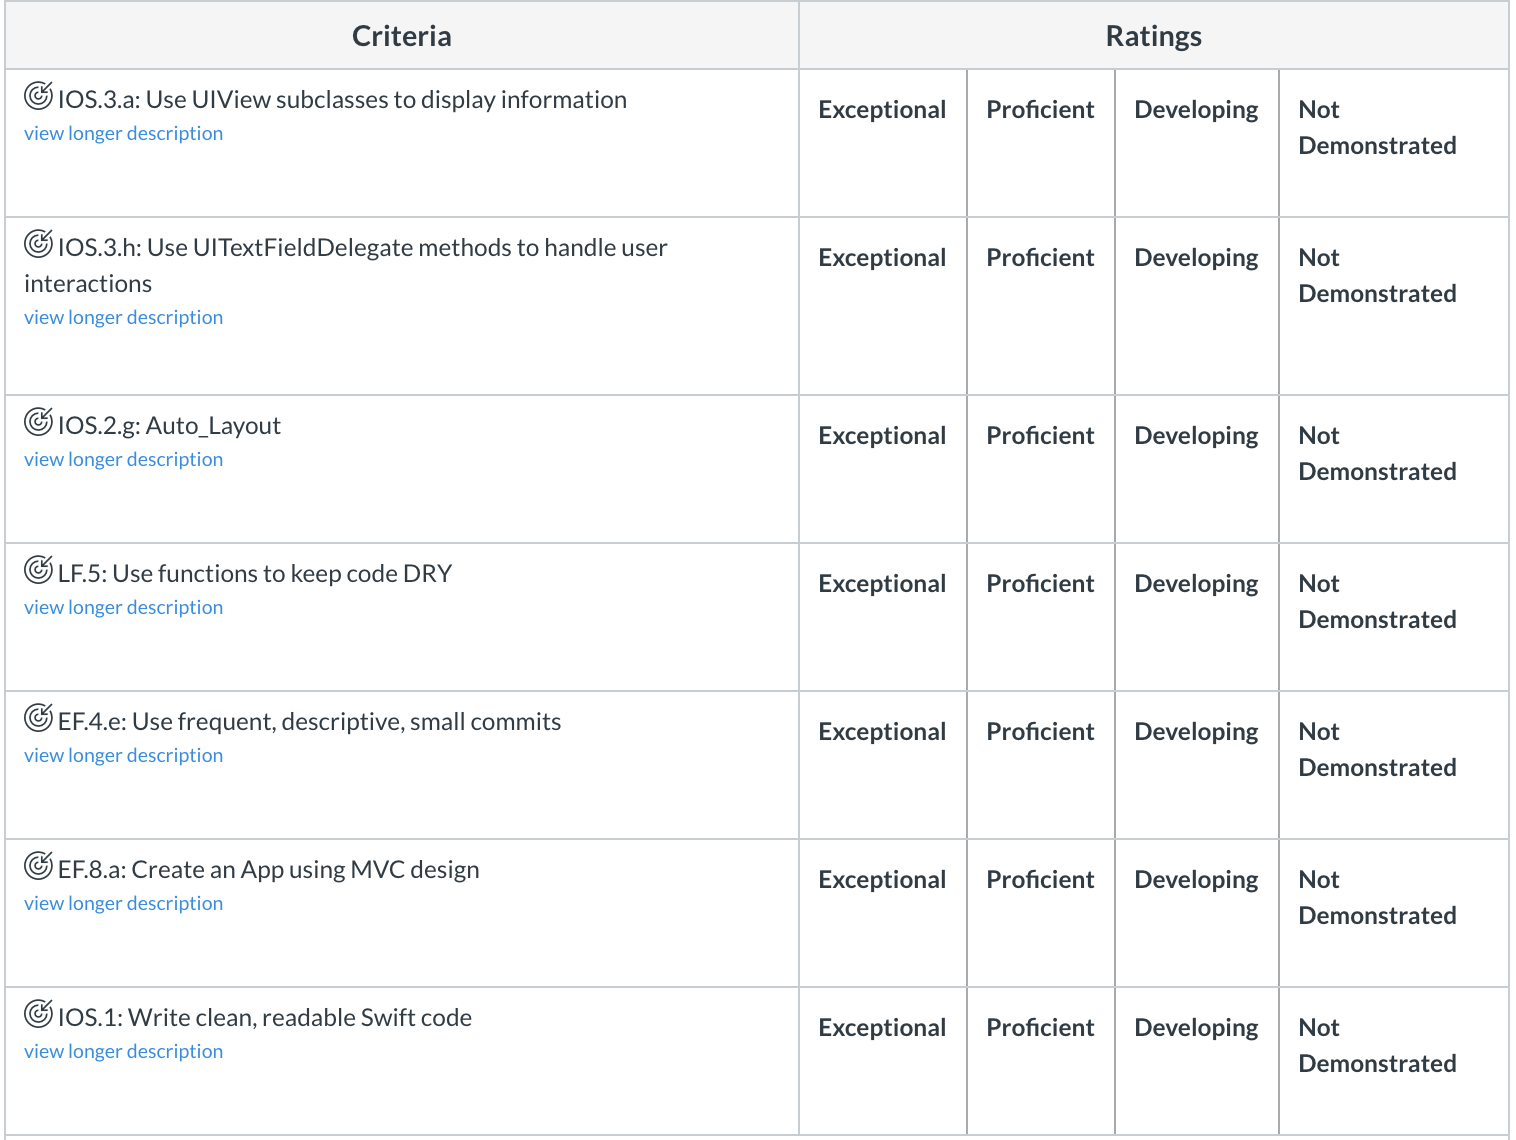 Criteria Ratings
IOS.3.a: Use UIView subclasses to display information
view longer description
Exceptional Proficient Developing Not
Demonstrated
IOS.3.h: Use UITextFieldDelegate methods to handle user
interactions
view longer description
Exceptional Proficient Developing Not
Demonstrated
IOS.2.g: Auto_Layout
view longer description
Exceptional Proficient Developing Not
Demonstrated
LF.5: Use functions to keep code DRY
view longer description
Exceptional Proficient Developing Not
Demonstrated
EF.4.e: Use frequent, descriptive, small commits
view longer description
Exceptional Proficient Developing Not
Demonstrated
EF.8.a: Create an App using MVC design
view longer description
Exceptional Proficient Developing Not
Demonstrated
IOS.1: Write clean, readable Swift code
view longer description
Exceptional Proficient Developing Not
Demonstrated